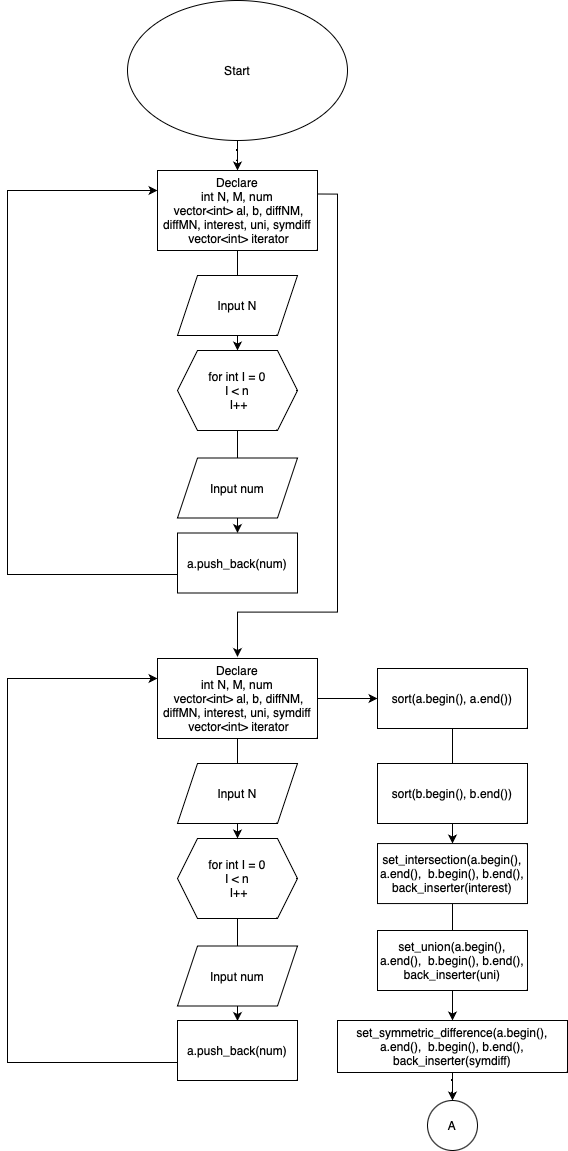 Start
Declare
int N, M, num
vector<int> al, b, diffNM,
diffMN, interest, uni, symdiff
vector<int> iterator
Input N
for int I = 0
I < n
I++
Input num
a.push_back(num)
Declare
int N, M, num
vector<int> al, b, diffNM,
diffMN, interest, uni, symdiff
vector<int> iterator
Input N
for int I = 0
I < n
I++
Input num
a.push_back(num)
sort(a.begin(), a.end())
sort(b.begin(), b.end())
set_intersection(a.begin(),
a.end(), b.begin(), b.end(),
back_inserter(interest)
set_union(a.begin(),
a.end(), b.begin(), b.end(),
back_inserter(uni)
set_symmetric_difference(a.begin(),
a.end(), b.begin(), b.end(),
back_inserter(symdiff)
A